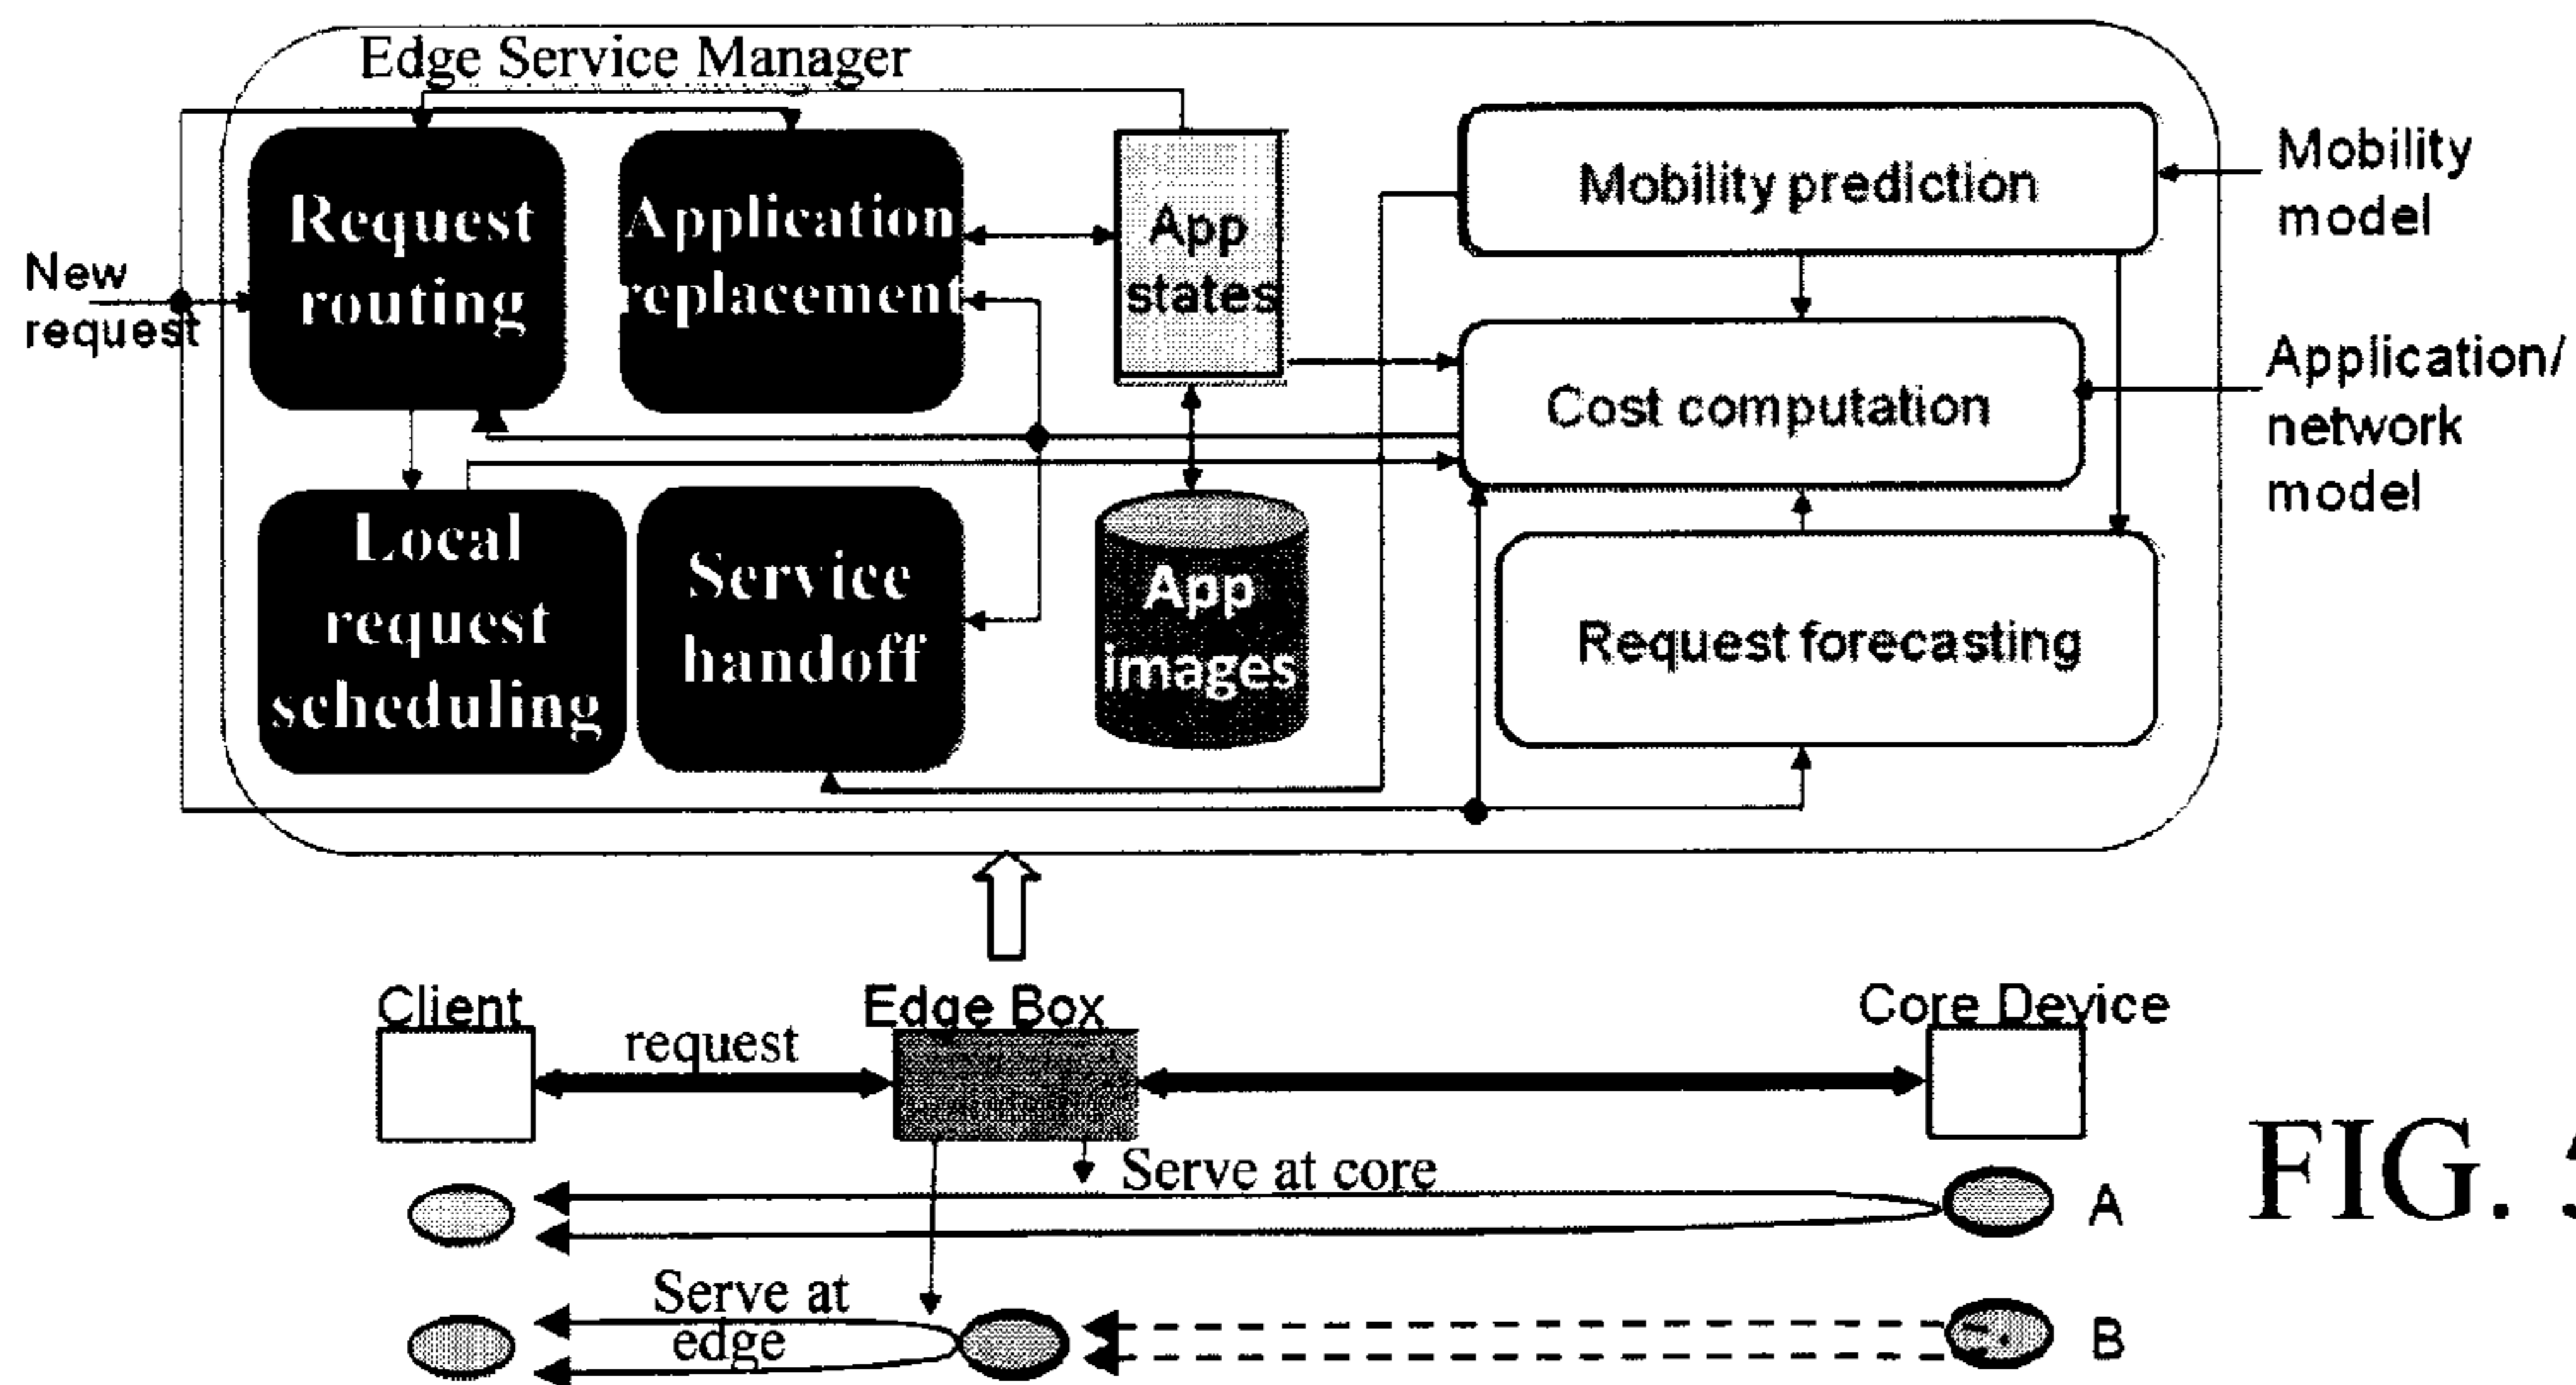 Edge Service Manager
New
request
Request
routing
Application
replacement
App
states
Mobility prediction
Mobility
model
Cost computation
Application/
network
model
Local
request
scheduling
Service
handoff
App
images
Request forecasting
Client
request
Edge Box
Core Device
Serve at core
A
Serve at
edge
B
FIG.